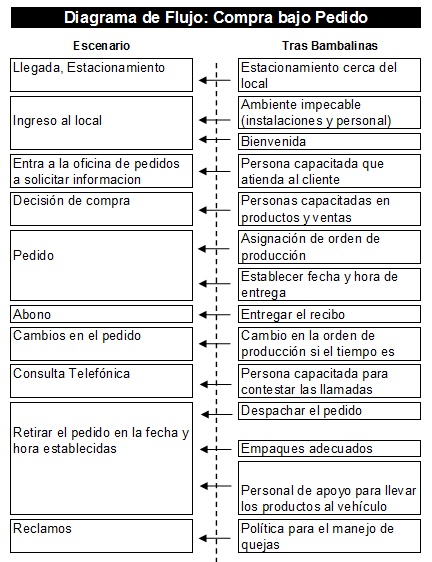 Diagrama de Flujo: Compra bajo Pedido
Escenario
Tras Bambalinas
Llegada, Estacionamiento
Estacionamiento cerca del
local
Ingreso al local
Ambiente impecable
(instalaciones y personal)
Bienvenida
Entra a la oficina de pedidos
a solicitar informacion
Persona capacitada que
atienda al cliente
Decisión de compra
Personas capacitadas en
productos y ventas
Pedido
Asignación de orden de
producción
Establecer fecha y hora de
entrega
Abono
Entregar el recibo
Cambios en el pedido
Cambio en la orden de
producción si el tiempo es
Consulta Telefónica
Persona capacitada para
contestar las llamadas
Retirar el pedido en la fecha y
hora establecidas
Despachar el pedido
Empaques adecuados
Personal de apoyo para llevar
los productos al vehículo
Reclamos
Política para el manejo de
quejas